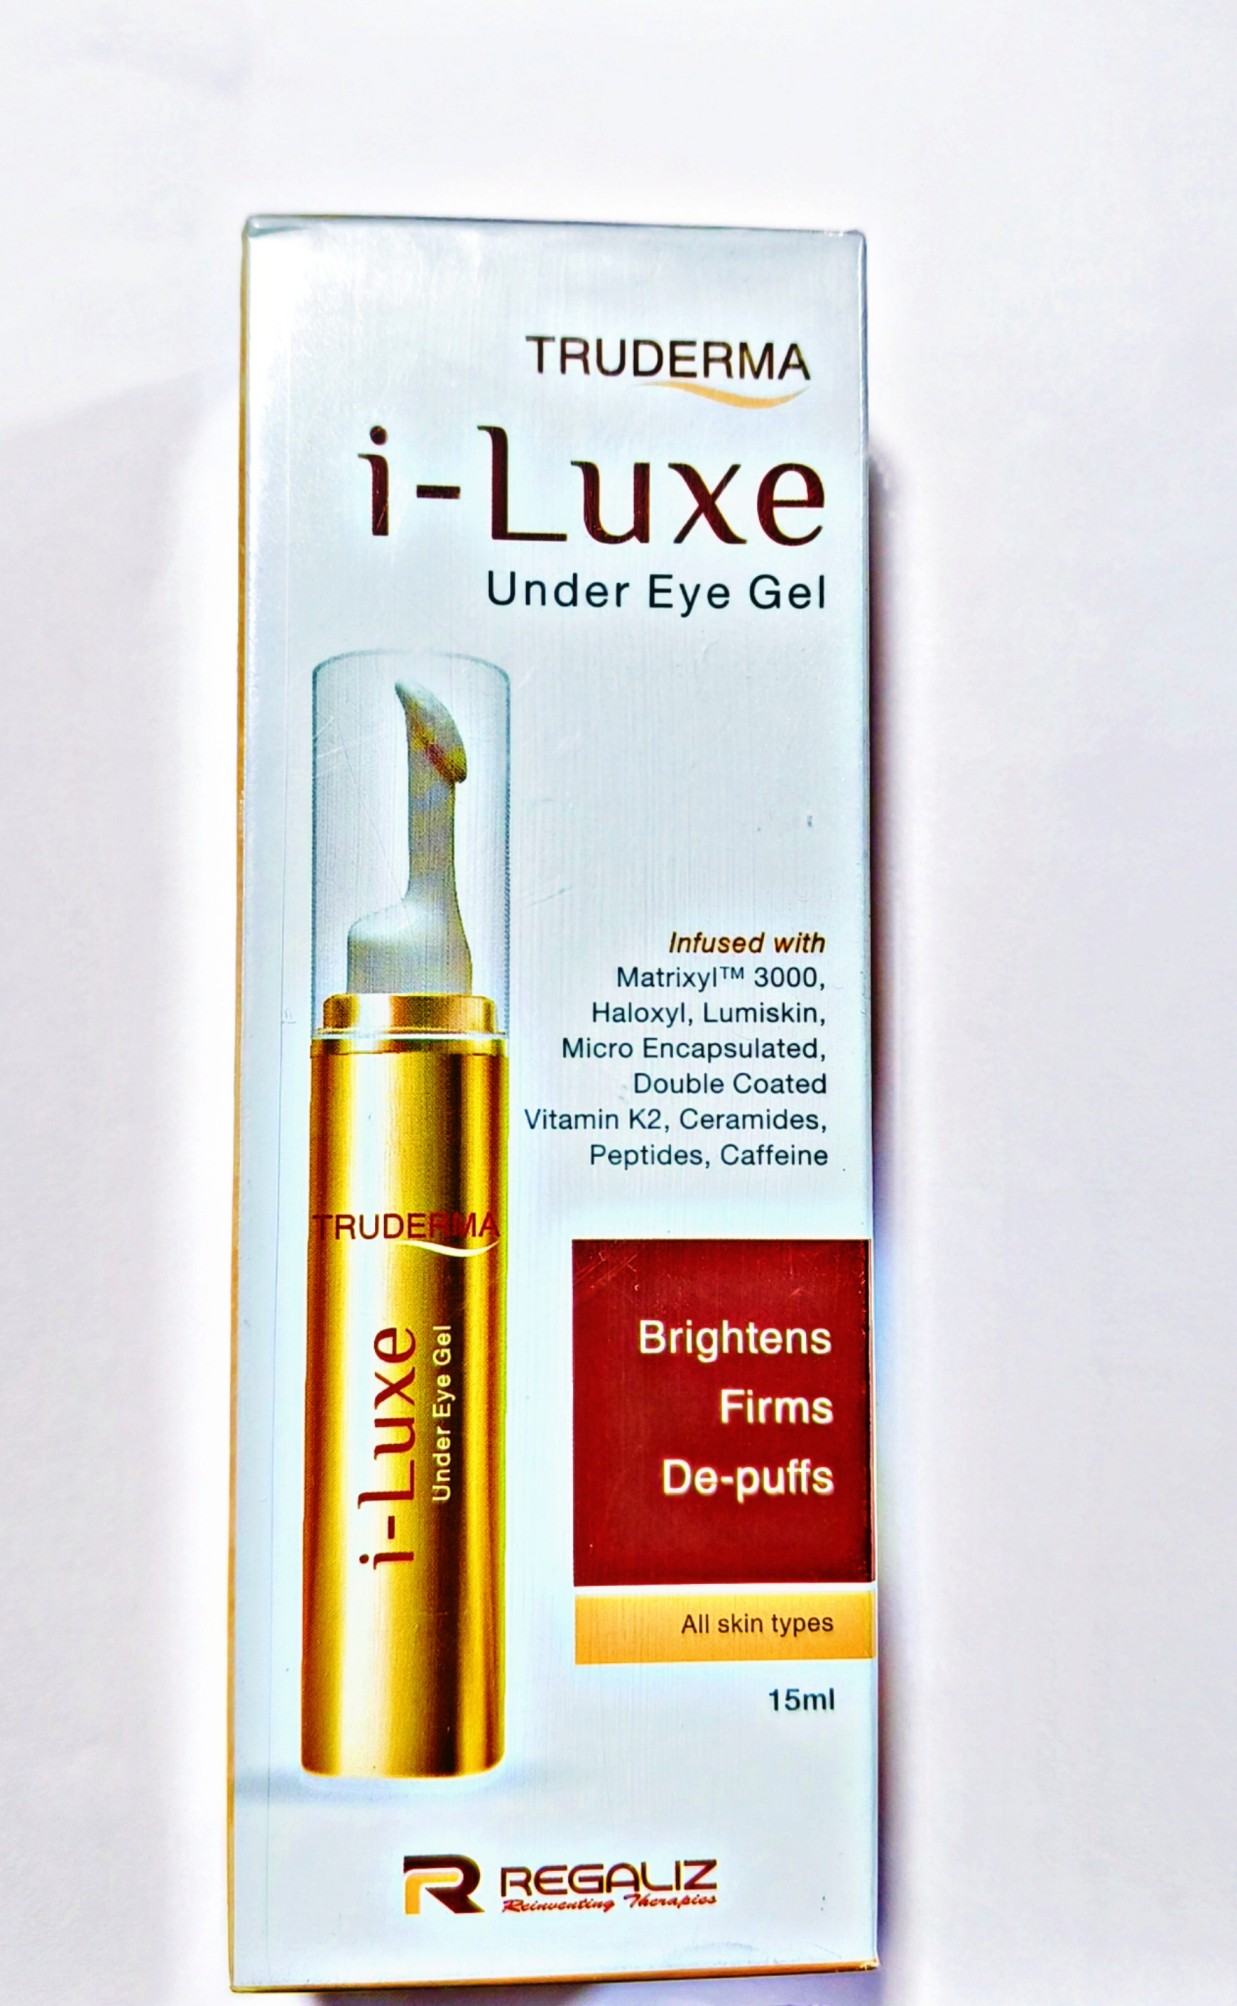 TRUDERMA
i-Luxe
Under Eye Gel
Infused with
Matrixyl™ 3000,
Haloxyl, Lumiskin,
Micro Encapsulated,
Double Coated
Vitamin K2, Ceramides,
Peptides, Caffeine
TRUDERMA
i-Luxe
Under Eye Gel
Brightens
Firms
De-puffs
All skin types
15ml
R REGALIZ
Reinventing Therapies